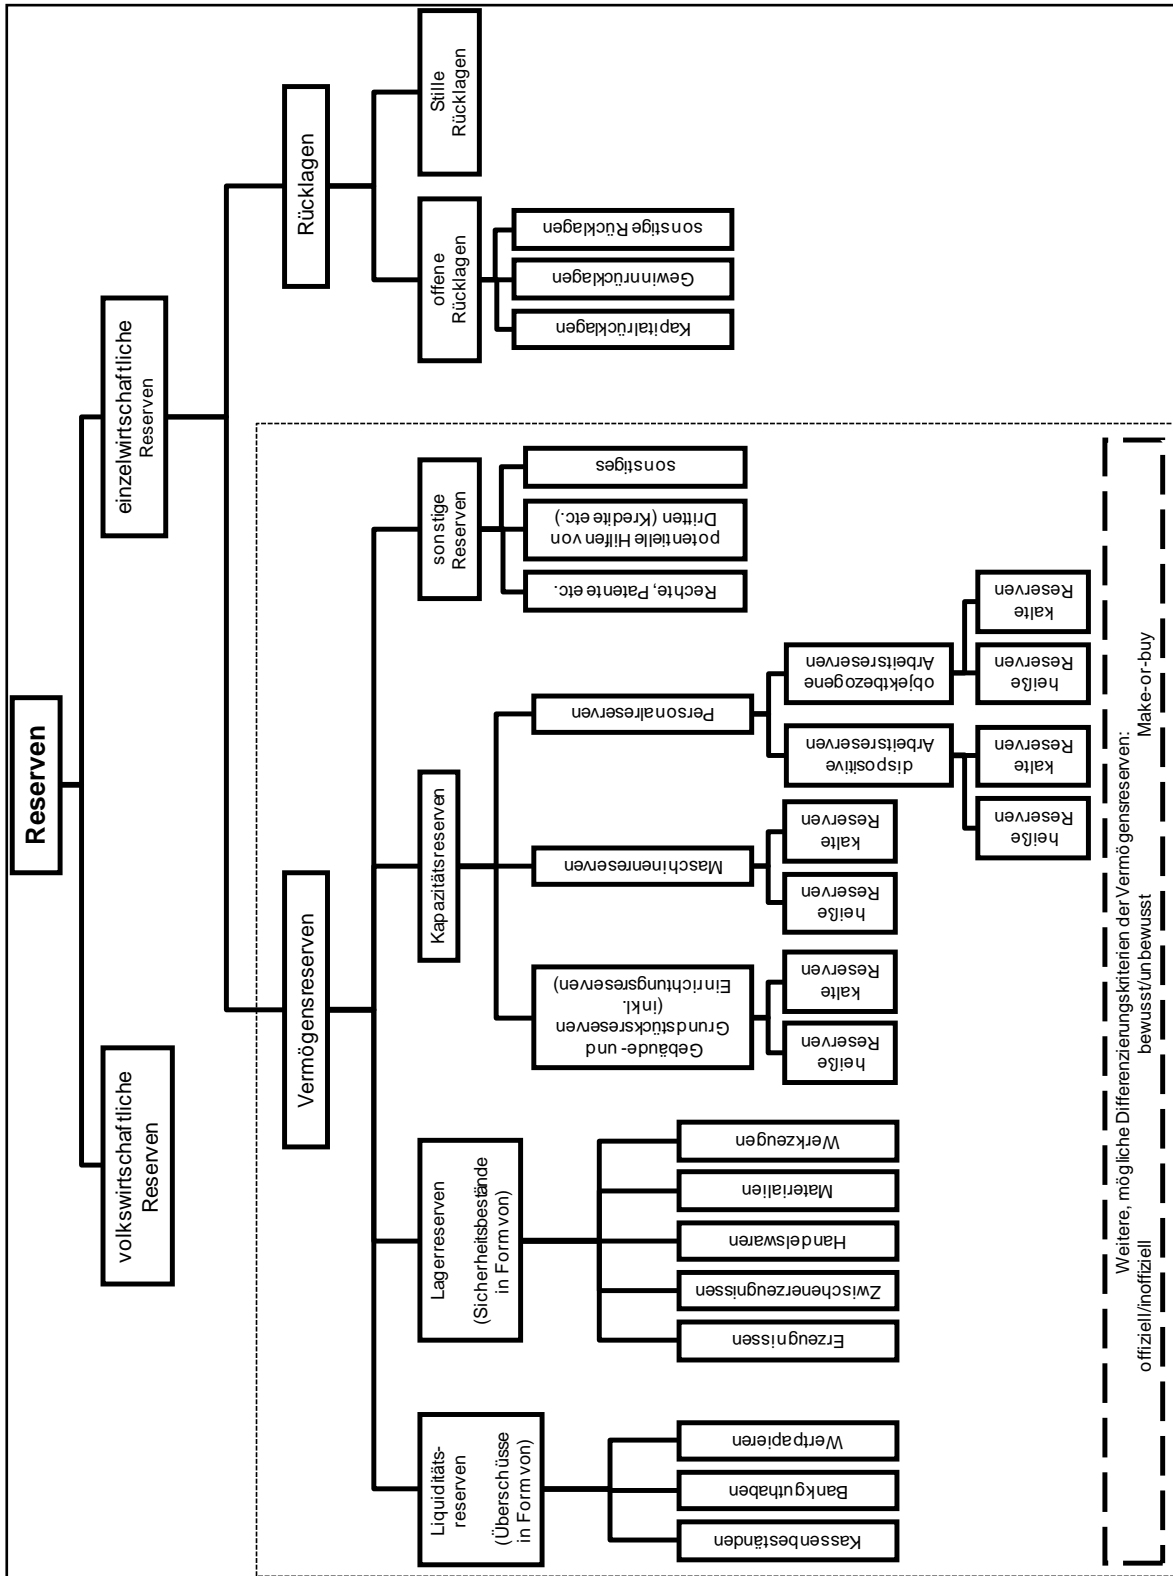 Reserven
volkswirtschaftliche
Reserven
einzelwirtschaftliche
Reserven
Vermögensreserven
Rücklagen
Liquiditäts-
reserven
(Überschüsse
in Form von)
Kassenbeständen
Bankguthaben
Wertpapieren
Lagerreserven
(Sicherheitsbestände
in Form von)
Erzeugnissen
Zwischenerzeugnissen
Handelswaren
Materialien
Werkzeugen
Kapazitätsreserven
Gebäude- und
Grundstücksreserven
(inkl.
Einrichtungsreserven)
heiße
Reserven
kalte
Reserven
Maschinenreserven
heiße
Reserven
kalte
Reserven
Personalreserven
dispositive
Arbeitsreserven
heiße
Reserven
kalte
Reserven
objektbezogene
Arbeitsreserven
heiße
Reserven
kalte
Reserven
sonstige
Reserven
Rechte, Patente etc.
potentielle Hilfen von
Dritten (Kredite etc.)
sonstiges
offene
Rücklagen
Kapitalrücklagen
Gewinnrücklagen
sonstige Rücklagen
Stille
Rücklagen
Weitere, mögliche Differenzierungskriterien der Vermögensreserven:
offiziell/inoffiziell bewusst/unbewusst Make-or-buy